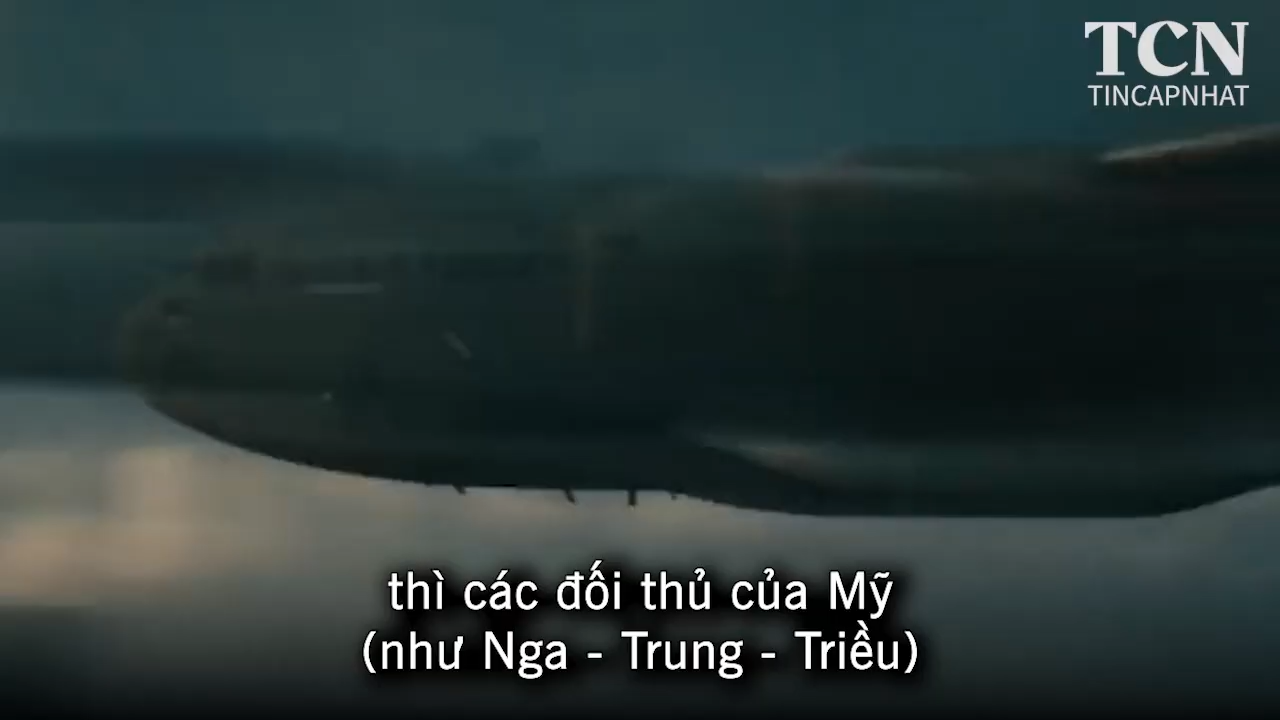 TCN
TINCAPNHAT
thì các đối thủ của Mỹ
(như Nga - Trung - Triều)